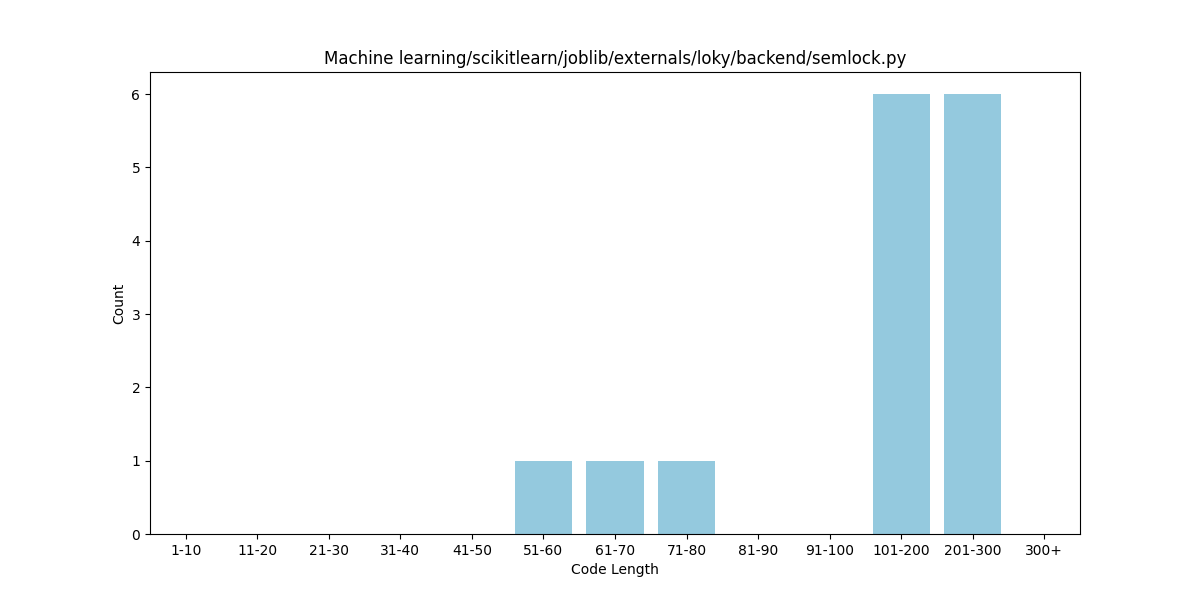 Machine learning/scikitlearn/joblib/externals/loky/backend/semlock.py
6
5
4
3
2
1
0
Count
1-10 11-20 21-30 31-40 41-50 51-60 61-70 71-80 81-90 91-100 101-200 201-300 300+
Code Length